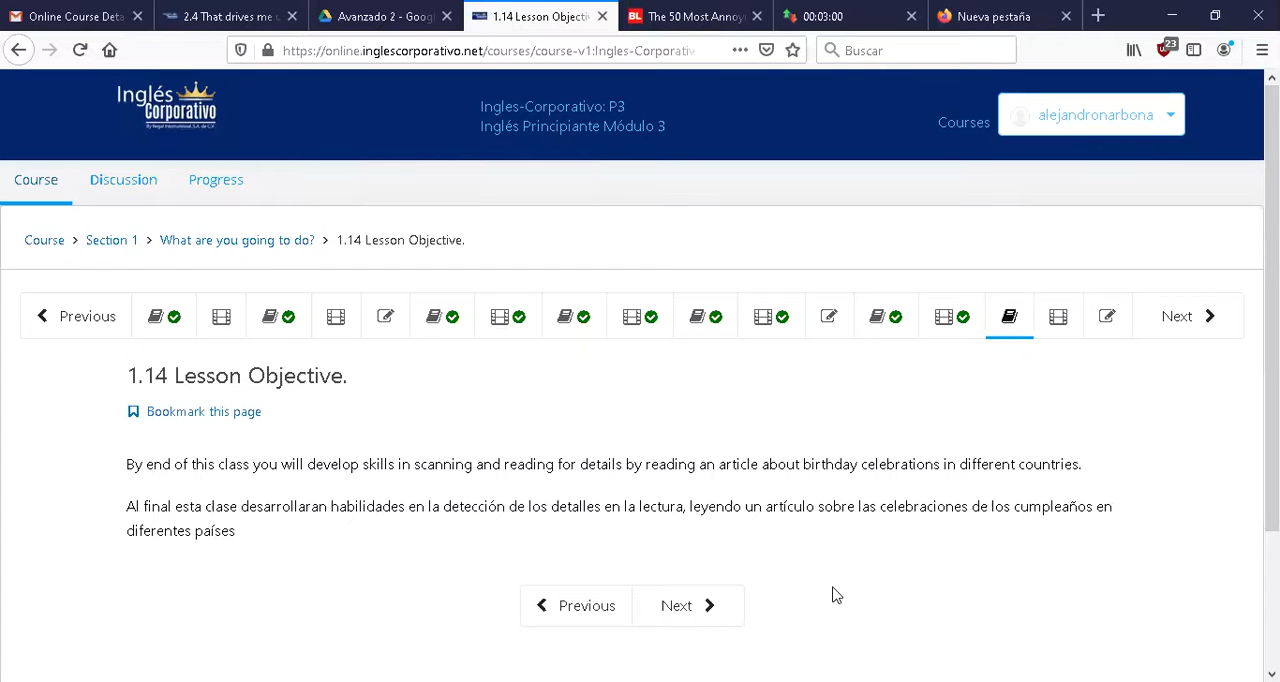 Online Course Deta
2.4 That drives me
Avanzado 2 - Goog
1.14 Lesson Objecti
BL The 50 Most Annoy
00:03:00
Nueva pestaña
https://online.inglescorporativo.net/courses/course-v1:Ingles-Corporativ
Buscar
23
Inglés
Corporativo
Ingles-Corporativo: P3
Inglés Principiante Módulo 3
Courses
alejandronarbona
Course
Discussion
Progress
Course > Section 1 > What are you going to do? > 1.14 Lesson Objective.
Previous
Next
1.14 Lesson Objective.
Bookmark this page
By end of this class you will develop skills in scanning and reading for details by reading an article about birthday celebrations in different countries.
Al final esta clase desarrollaran habilidades en la detección de los detalles en la lectura, leyendo un artículo sobre las celebraciones de los cumpleaños en
diferentes países
Previous
Next